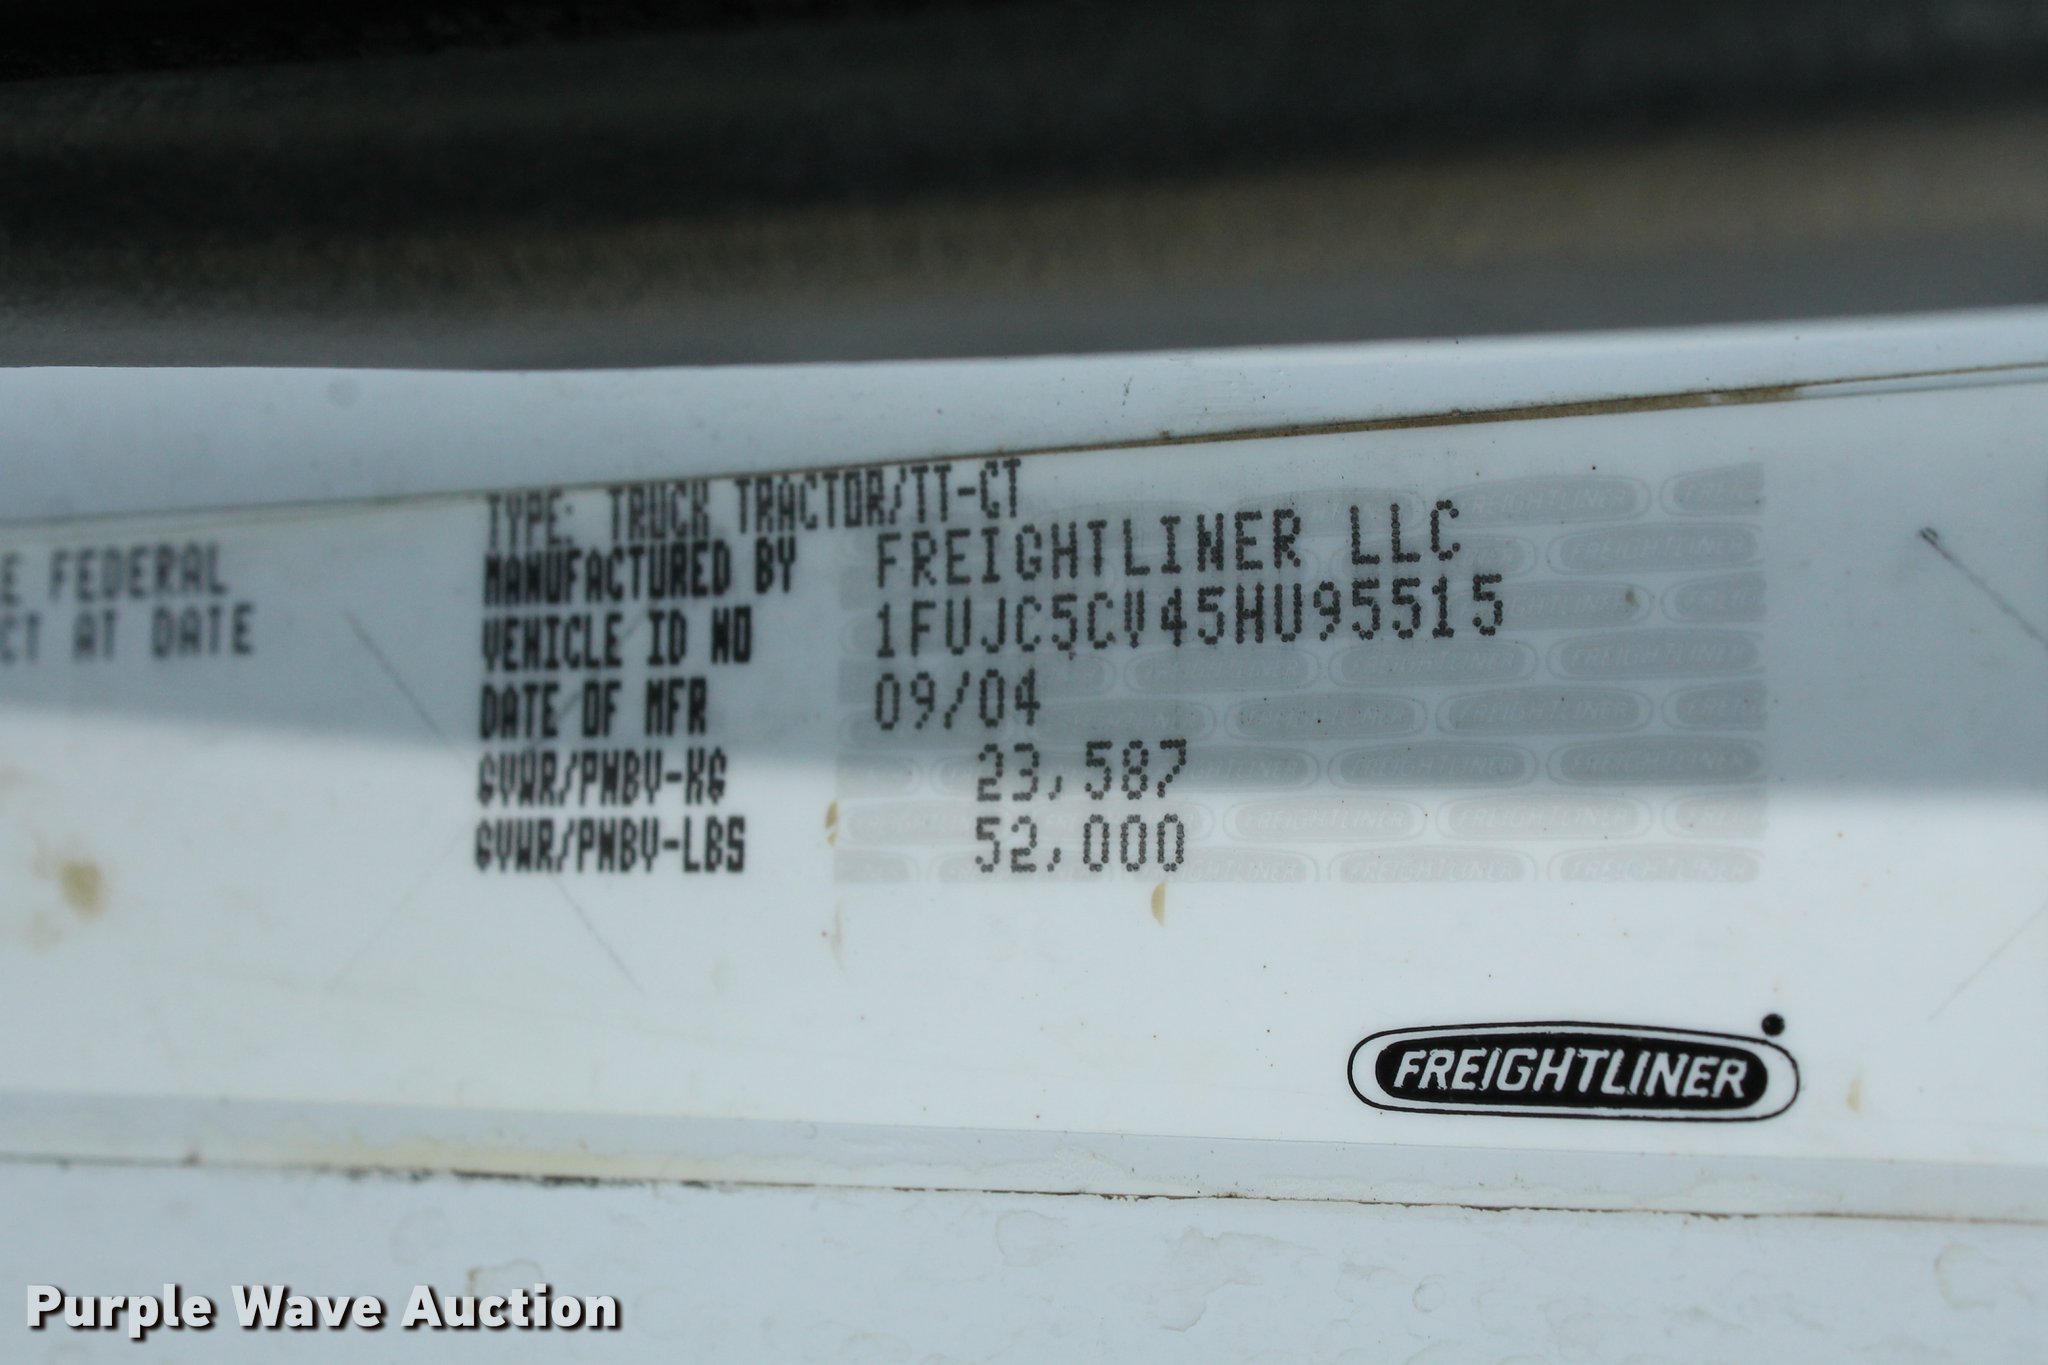 E FEDERAL
CT AT DATE
TYPE: TRUCK TRACTOR/TT-CT
MANUFACTURED BY FREIGHTLINER LLC
VEHICLE ID NO 1FUJC5CV45HU95515
DATE OF MFR 09/04
GVWR/PNBV-KG 23,587
GVWR/PNBV-LBS 52,000
FREIGHTLINER
Purple Wave Auction